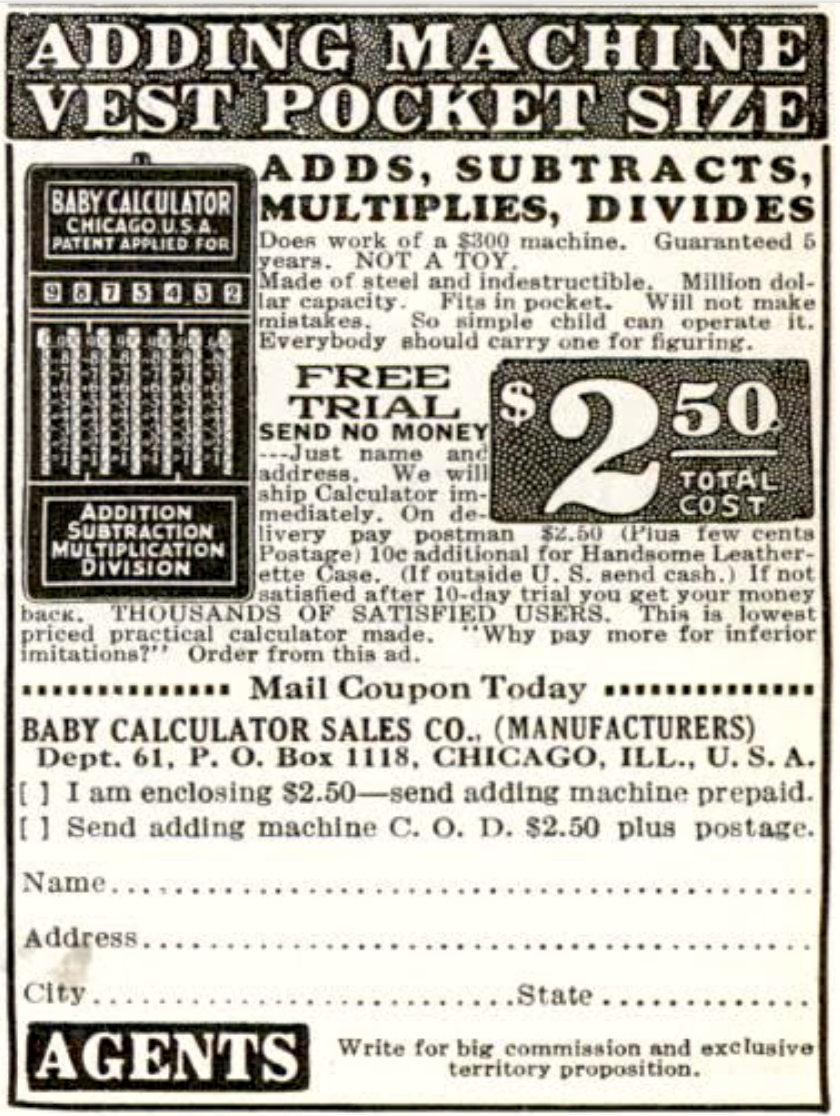 ADDING MACHINE
VEST POCKET SIZE
BABY CALCULATOR
CHICAGO.U.S.A.
PATENT APPLIED FOR
9 8 7 5 4 3 2
ADDITION
SUBTRACTION
MULTIPLICATION
DIVISION
ADDS, SUBTRACTS,
MULTIPLIES, DIVIDES
Does work of a $300 machine. Guaranteed 5
years. NOT A TOY.
Made of steel and indestructible. Million dol-
lar capacity. Fits in pocket. Will not make
mistakes. So simple child can operate it.
Everybody should carry one for figuring.
FREE
TRIAL
SEND NO MONEY
$2.50
TOTAL
COST
---Just name and
address. We will
ship Calculator im-
mediately. On de-
livery pay postman $2.50 (Plus few cents
Postage) 10c additional for Handsome Leather-
ette Case. (If outside U. S. send cash.) If not
satisfied after 10-day trial you get your money
back. THOUSANDS OF SATISFIED USERS. This is lowest
priced practical calculator made. "Why pay more for inferior
imitations?" Order from this ad.
Mail Coupon Today
BABY CALCULATOR SALES CO., (MANUFACTURERS)
Dept. 61, P. O. Box 1118, CHICAGO, ILL., U. S. A.
[ ] I am enclosing $2.50—send adding machine prepaid.
[ ] Send adding machine C. O. D. $2.50 plus postage.
Name
Address
City State
AGENTS
Write for big commission and exclusive
territory proposition.